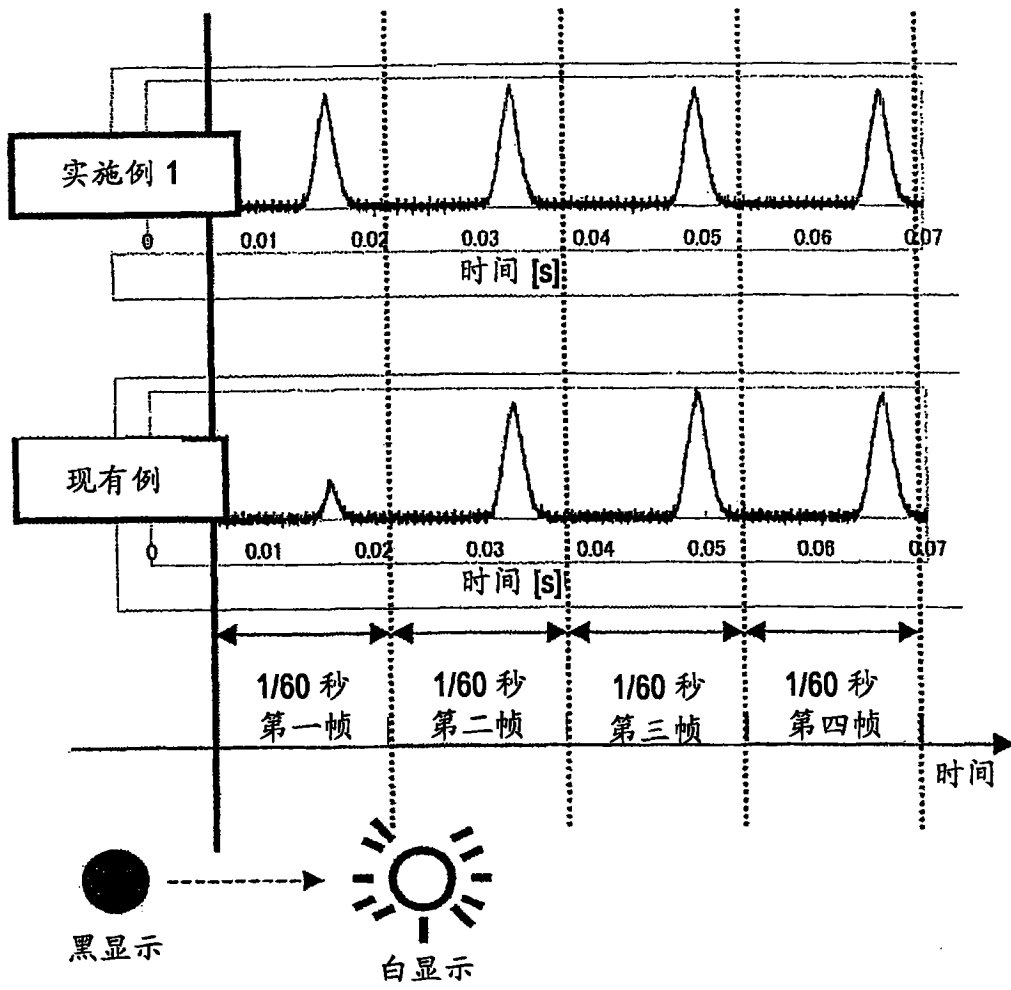 实施例 1
0 0.01 0.02 0.03 0.04 0.05 0.06 0.07
时间 [s]
现有例
0 0.01 0.02 0.03 0.04 0.05 0.06 0.07
时间 [s]
1/60 秒 1/60 秒 1/60 秒 1/60 秒
第一帧 第二帧 第三帧 第四帧
时间
黑显示
白显示